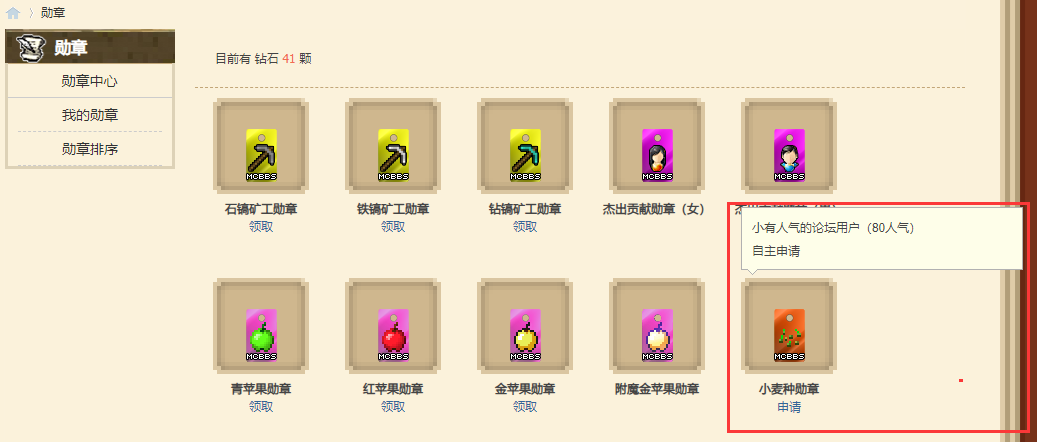 勋章
勋章
勋章中心
我的勋章
勋章排序
目前有 钻石 41 颗
MCBBS
MCBBS
MCBBS
MCBBS
MCBBS
石镐矿工勋章
领取
铁镐矿工勋章
领取
钻镐矿工勋章
领取
杰出贡献勋章（女）
小有人气的论坛用户（80人气）
自主申请
MCBBS
MCBBS
MCBBS
MCBBS
MCBBS
青苹果勋章
领取
红苹果勋章
领取
金苹果勋章
领取
附魔金苹果勋章
小麦种勋章
申请